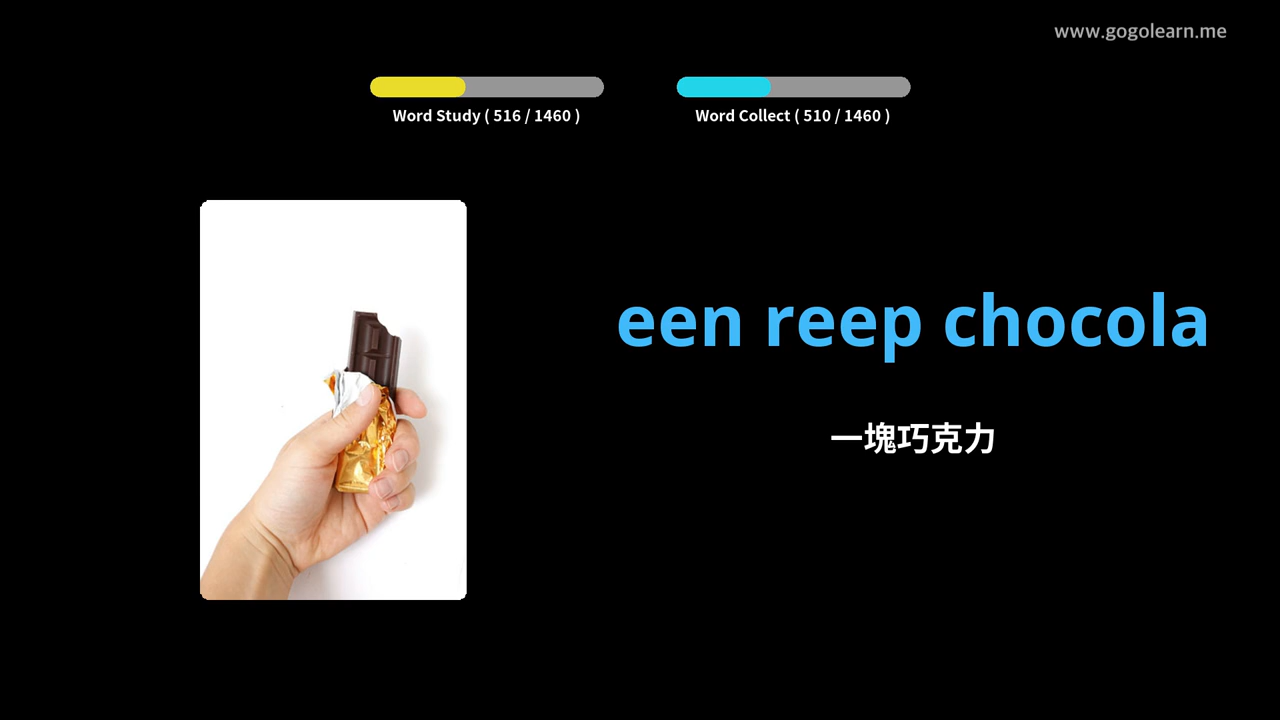 www.gogolearn.me
Word Study ( 516 / 1460 )
Word Collect ( 510 / 1460 )
een reep chocola
一塊巧克力